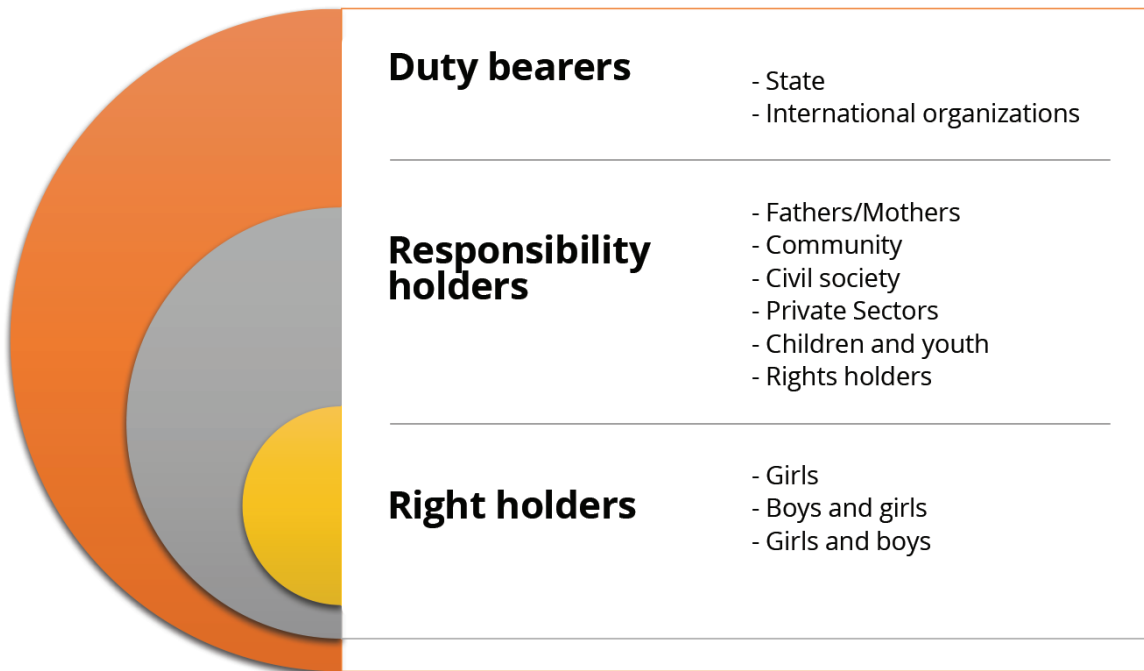 Duty bearers
- State
- International organizations
Responsibility
holders
- Fathers/Mothers
- Community
- Civil society
- Private Sectors
- Children and youth
- Rights holders
Right holders
- Girls
- Boys and girls
- Girls and boys